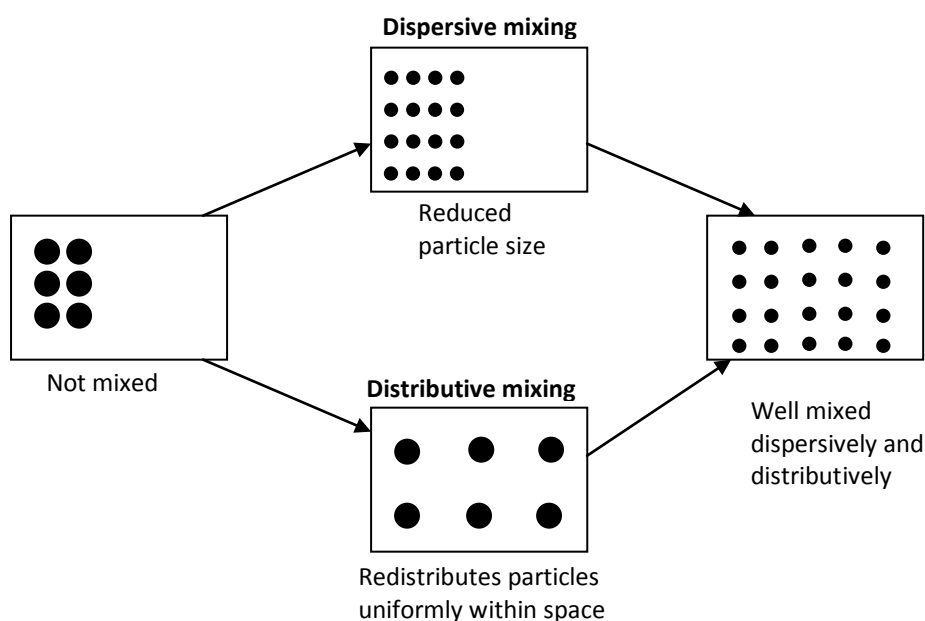 Dispersive mixing
Reduced
particle size
Not mixed
Distributive mixing
Well mixed
dispersively and
distributively
Redistributes particles
uniformly within space